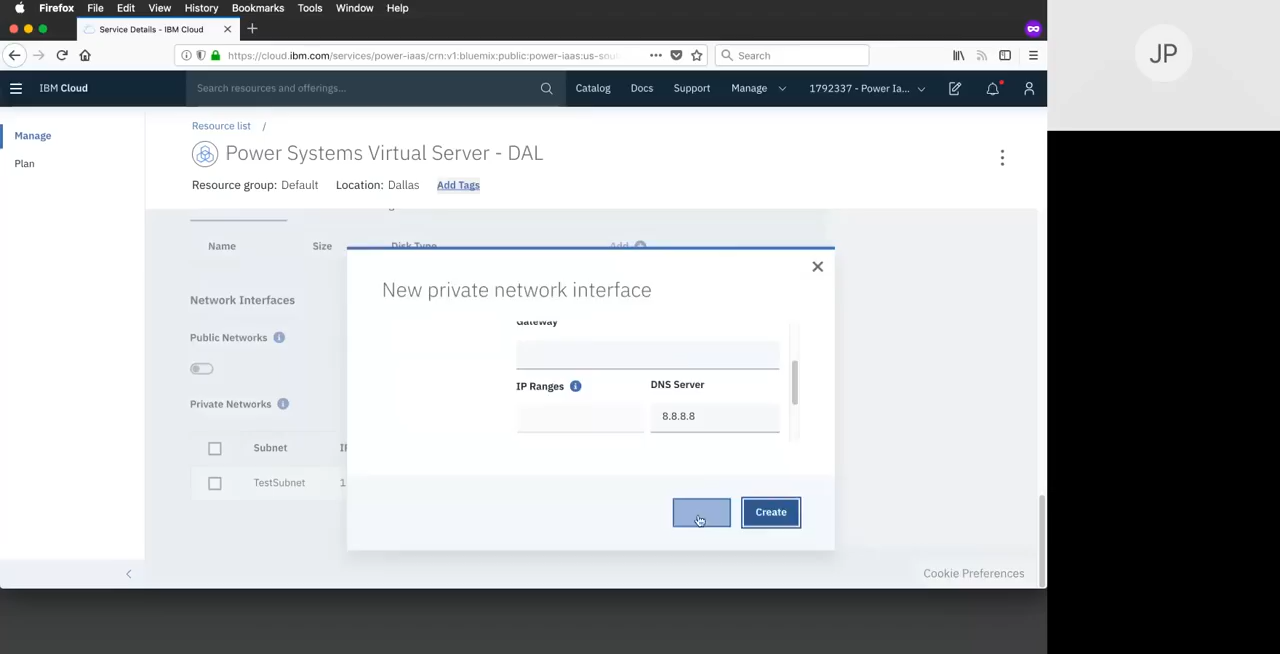 Firefox File Edit View History Bookmarks Tools Window Help
Service Details - IBM Cloud
https://cloud.ibm.com/services/power-iaas/crn:v1:bluemix:public:power-iaas:us-sou
Search
IBM Cloud
Search resources and offerings...
Catalog Docs Support Manage 1792337 - Power Ia...
JP
Manage
Plan
Resource list /
Power Systems Virtual Server - DAL
Resource group: Default Location: Dallas Add Tags
Name Size Disk Type Add
Network Interfaces
Public Networks
Private Networks
Subnet
TestSubnet 1
New private network interface
Gateway
IP Ranges DNS Server
8.8.8.8
Create
Cookie Preferences